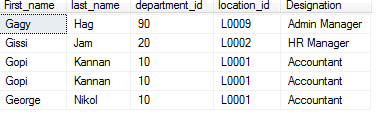 First_name last_name department_id location_id Designation
Gagy Hag 90 L0009 Admin Manager
Gissi Jam 20 L0002 HR Manager
Gopi Kannan 10 L0001 Accountant
Gopi Kannan 10 L0001 Accountant
George Nikol 10 L0001 Accountant